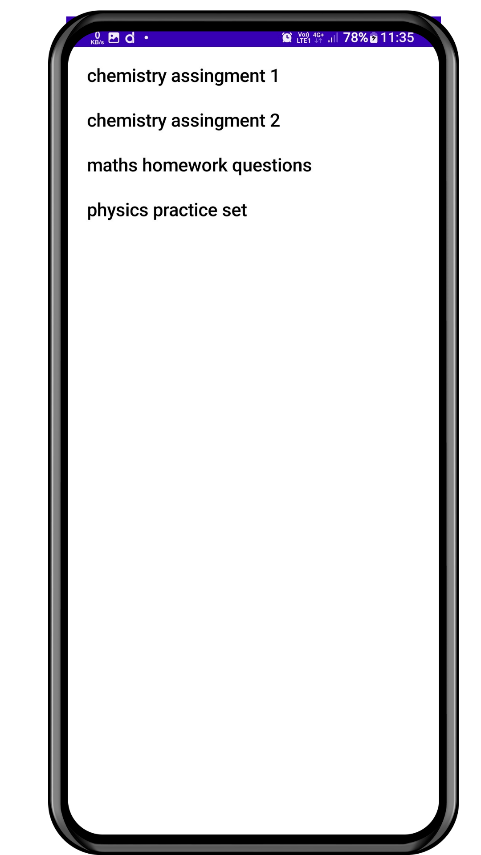 0
KB/s
d
Vo))
LTE1
4G+
78%
11:35
chemistry assingment 1
chemistry assingment 2
maths homework questions
physics practice set